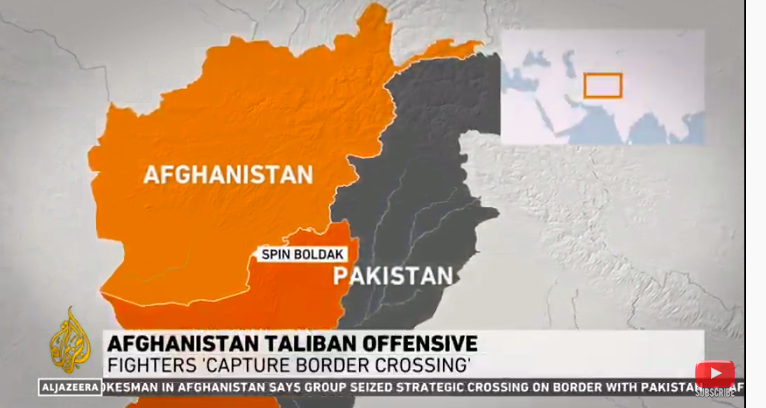 AFGHANISTAN
SPIN BOLDAK
PAKISTAN
AFGHANISTAN TALIBAN OFFENSIVE
FIGHTERS 'CAPTURE BORDER CROSSING'
ALJAZEERA
OKESMAN IN AFGHANISTAN SAYS GROUP SEIZED STRATEGIC CROSSING ON BORDER WITH PAKISTAN
SUBSCRIBE